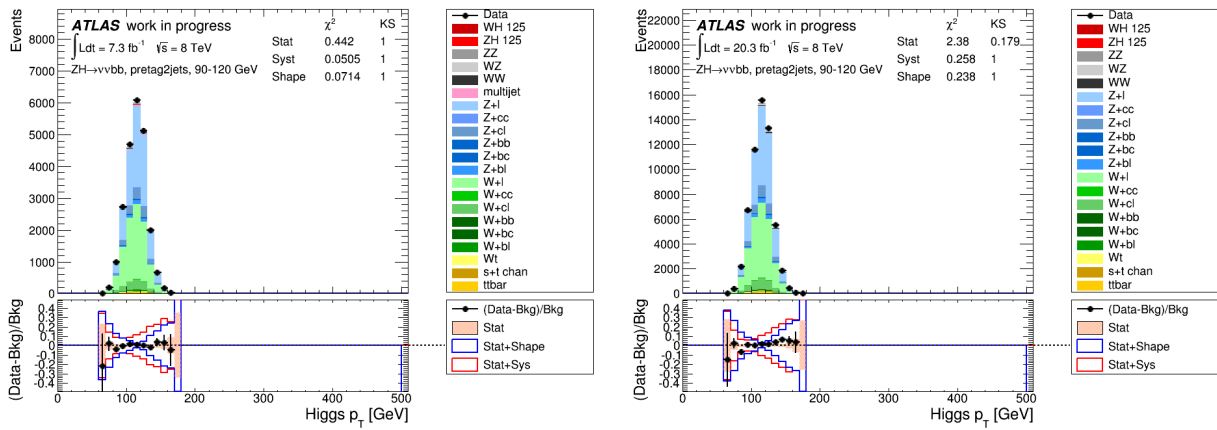 Events
8000
7000
6000
5000
4000
3000
2000
1000
0
ATLAS work in progress
∫Ldt = 7.3 fb⁻¹ √s = 8 TeV
ZH→ννbb, pretag2jets, 90-120 GeV
χ² KS
Stat 0.442 1
Syst 0.0505 1
Shape 0.0714 1
Data
WH 125
ZH 125
ZZ
WZ
WW
multijet
Z+l
Z+cc
Z+cl
Z+bb
Z+bc
Z+bl
W+l
W+cc
W+cl
W+bb
W+bc
W+bl
Wt
s+t chan
ttbar
(Data-Bkg)/Bkg
0.4
0.3
0.2
0.1
0
-0.1
-0.2
-0.3
-0.4
0 100 200 300 400 500
Higgs p_T [GeV]
(Data-Bkg)/Bkg
Stat
Stat+Shape
Stat+Sys
Events
22000
20000
18000
16000
14000
12000
10000
8000
6000
4000
2000
0
ATLAS work in progress
∫Ldt = 20.3 fb⁻¹ √s = 8 TeV
ZH→ννbb, pretag2jets, 90-120 GeV
χ² KS
Stat 2.38 0.179
Syst 0.258 1
Shape 0.238 1
Data
WH 125
ZH 125
ZZ
WZ
WW
Z+l
Z+cc
Z+cl
Z+bb
Z+bc
Z+bl
W+l
W+cc
W+cl
W+bb
W+bc
W+bl
Wt
s+t chan
ttbar
(Data-Bkg)/Bkg
0.4
0.3
0.2
0.1
0
-0.1
-0.2
-0.3
-0.4
0 100 200 300 400 500
Higgs p_T [GeV]
(Data-Bkg)/Bkg
Stat
Stat+Shape
Stat+Sys